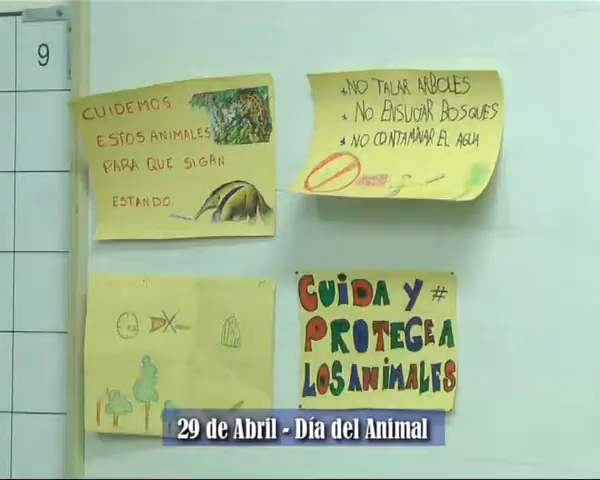 9
CUIDEMOS
ESTOS ANIMALES
PARA QUE SIGAN
ESTANDO.
NO TALAR ARBOLES
NO ENSUCIAR BOSQUES
NO CONTAMINAR EL AGUA
CUIDA Y #
PROTEGE A
LOS ANIMALES
29 de Abril - Día del Animal